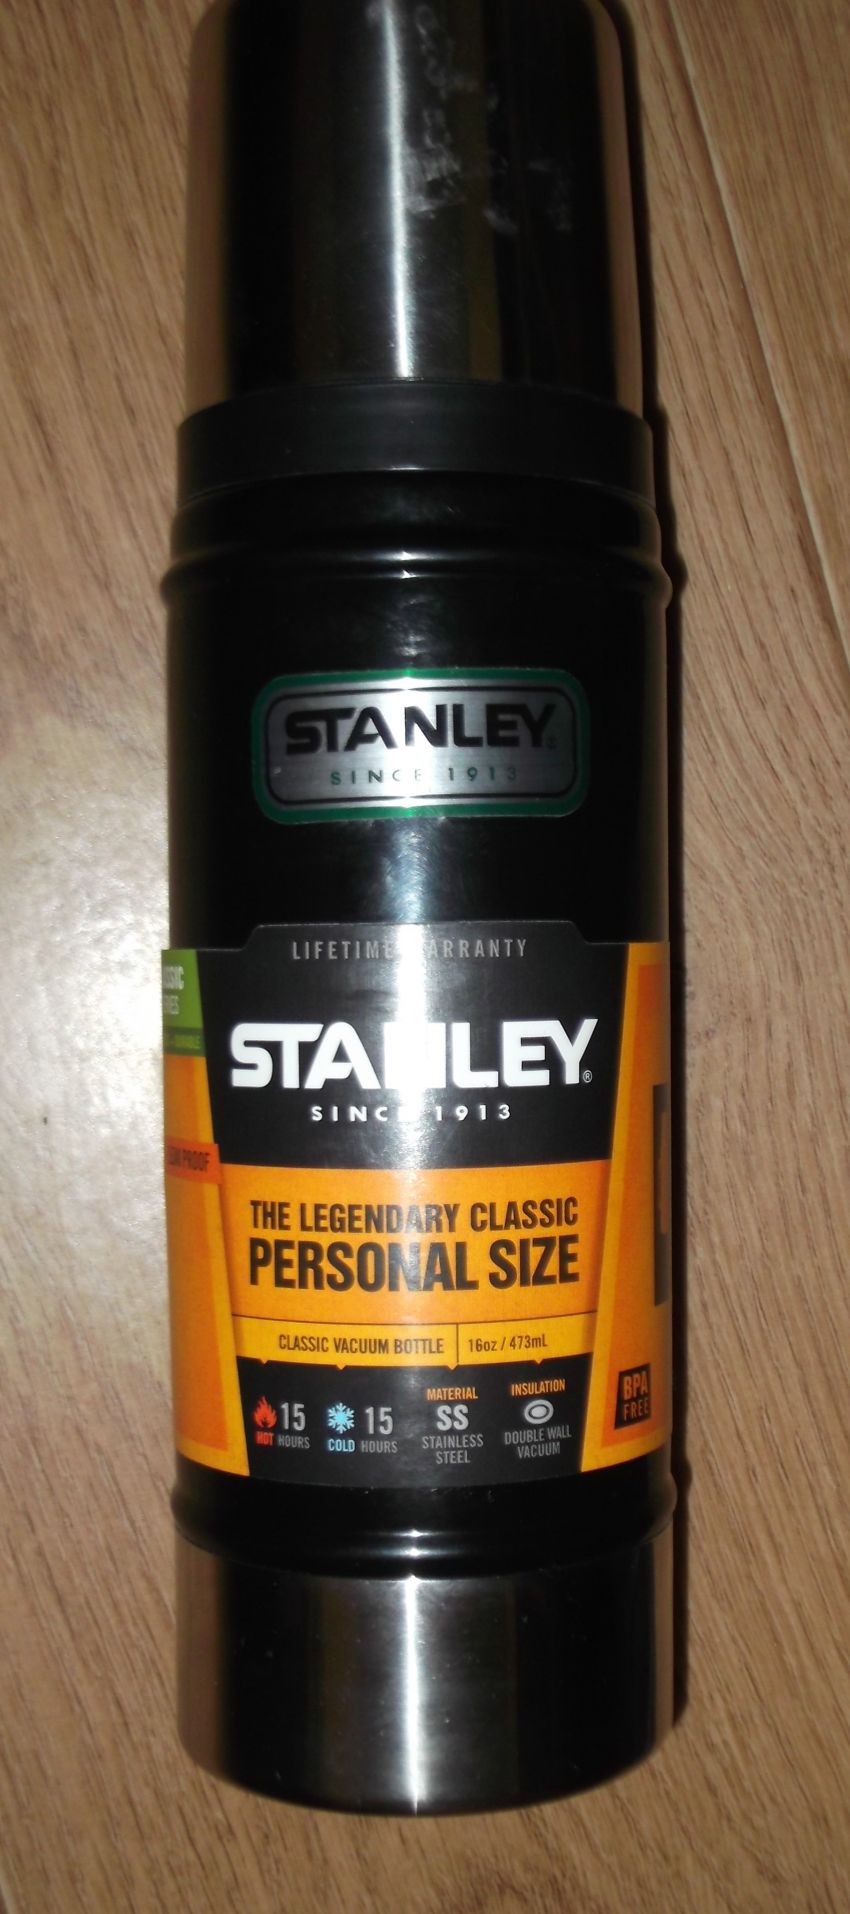 STANLEY
SINCE 1913
LIFETIME WARRANTY
STANLEY®
SINCE 1913
THE LEGENDARY CLASSIC
PERSONAL SIZE
CLASSIC VACUUM BOTTLE 16oz / 473mL
15
HOT HOURS
15
COLD HOURS
MATERIAL
SS
STAINLESS
STEEL
INSULATION
DOUBLE WALL
VACUUM
PROOF
BPA
FREE